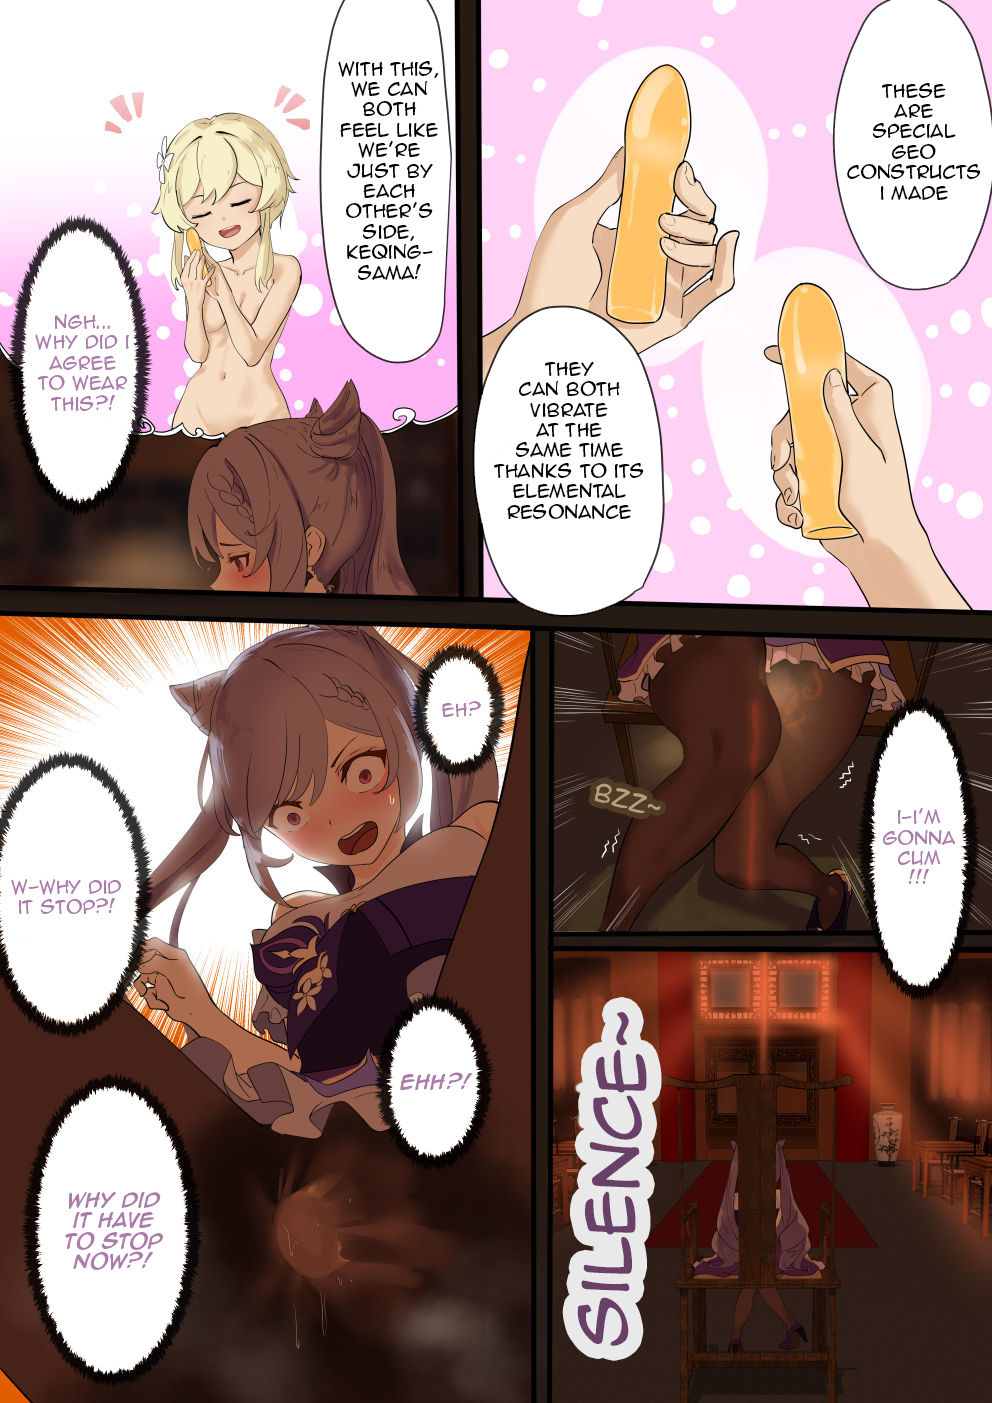 THESE
ARE
SPECIAL
GEO
CONSTRUCTS
I MADE
THEY
CAN BOTH
VIBRATE
AT THE
SAME TIME
THANKS TO ITS
ELEMENTAL
RESONANCE
WITH THIS,
WE CAN
BOTH
FEEL LIKE
WE'RE
JUST BY
EACH
OTHER'S
SIDE,
KEQING-
SAMA!
NGH...
WHY DID I
AGREE
TO WEAR
THIS?!
I-I'M
GONNA
CUM
!!!
BZZ~
SILENCE~
EH?
W-WHY DID
IT STOP?!
EHH?!
WHY DID
IT HAVE
TO STOP
NOW?!